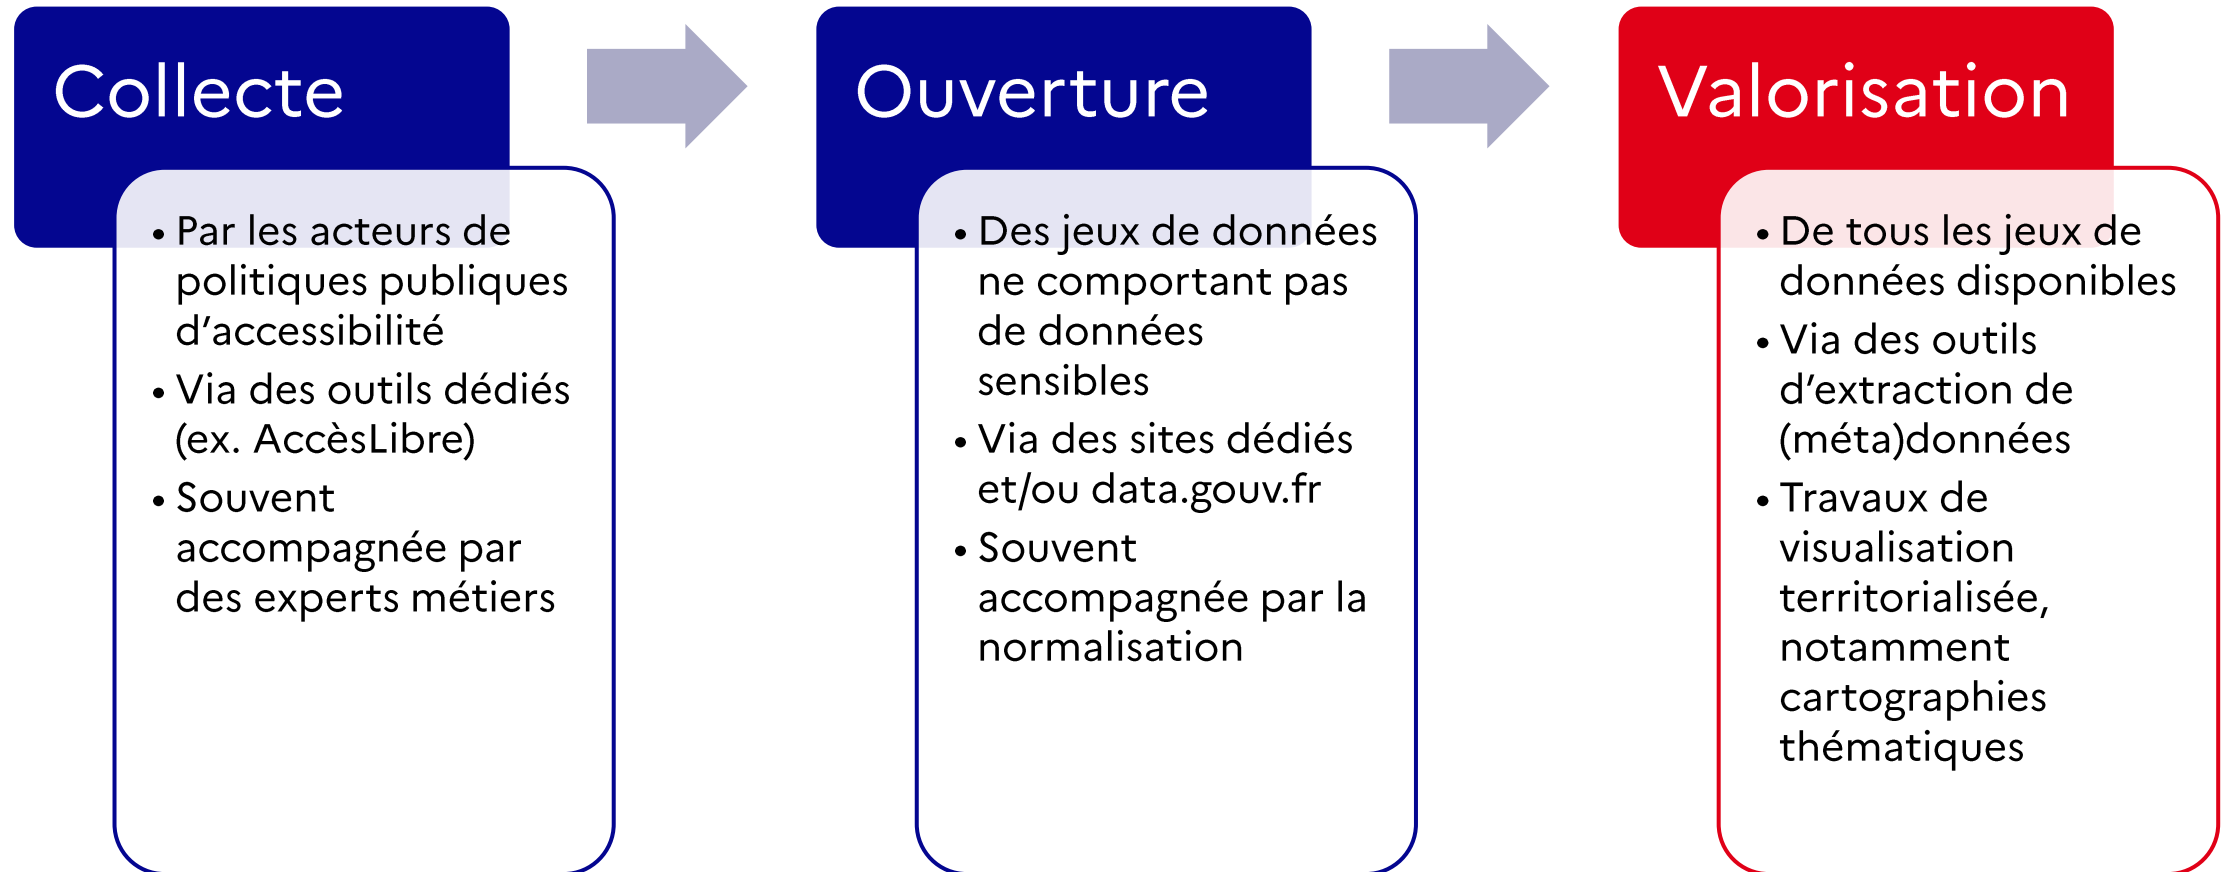 Collecte
• Par les acteurs de
politiques publiques
d’accessibilité
• Via des outils dédiés
(ex. AccèsLibre)
• Souvent
accompagnée par
des experts métiers
Ouverture
• Des jeux de données
ne comportant pas
de données
sensibles
• Via des sites dédiés
et/ou data.gouv.fr
• Souvent
accompagnée par la
normalisation
Valorisation
• De tous les jeux de
données disponibles
• Via des outils
d’extraction de
(méta)données
• Travaux de
visualisation
territorialisée,
notamment
cartographies
thématiques